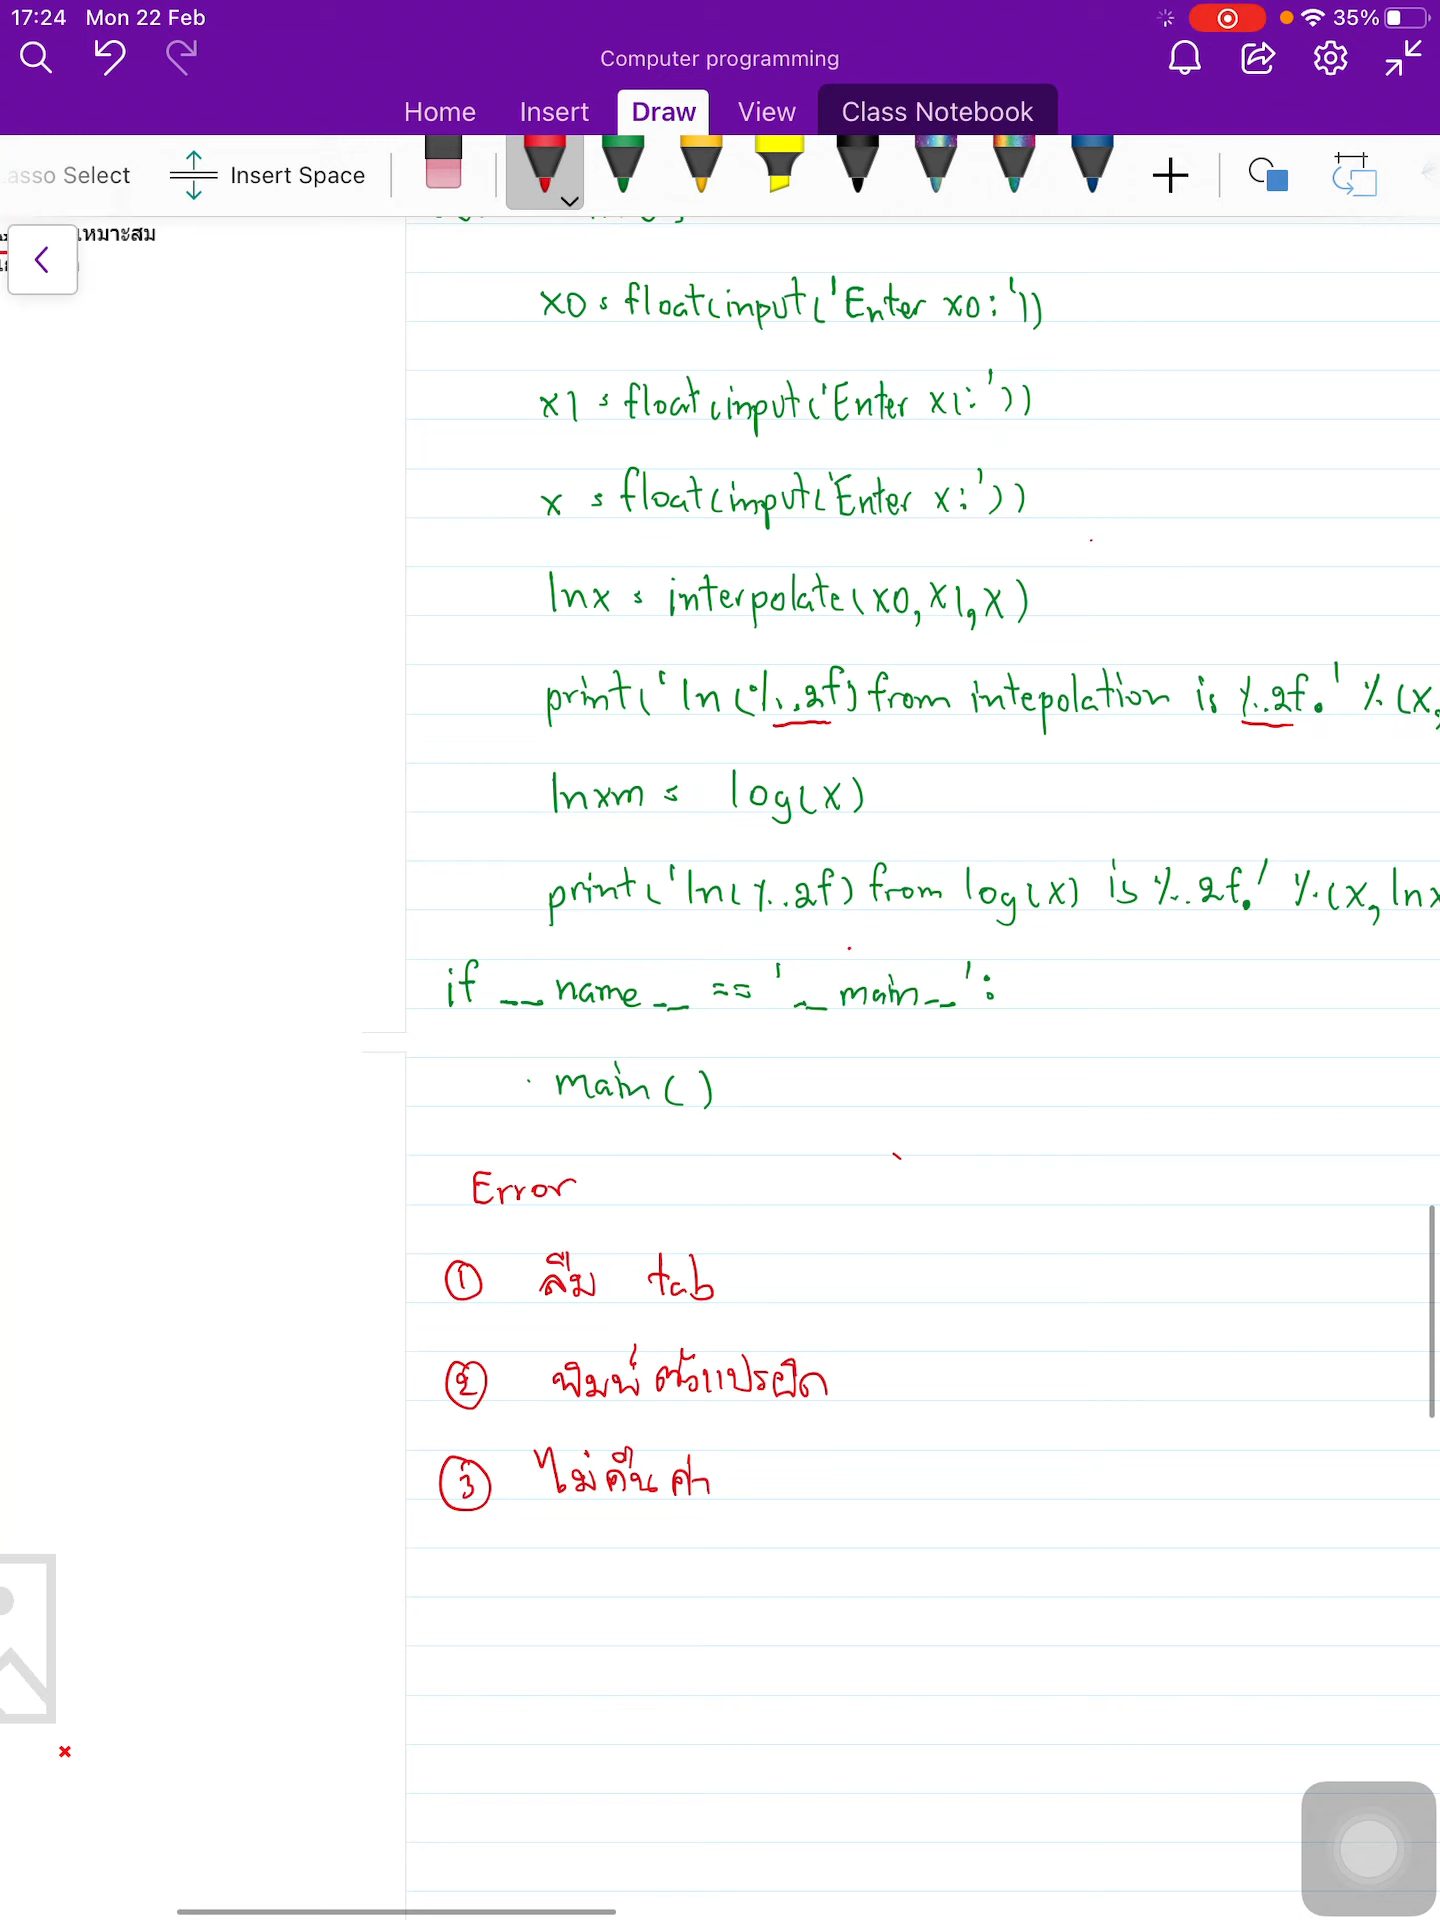 17:24 Mon 22 Feb 35%
Computer programming
Home Insert Draw View Class Notebook
asso Select Insert Space
เหมาะสม
x0 = float(input('Enter x0:'))
x1 = float(input('Enter x1:'))
x = float(input('Enter x:'))
lnx = interpolate(x0,x1,x)
print('ln(%.2f) from intepolation is %.2f.' %(x,
lnxm = log(x)
print('ln(%.2f) from log(x) is %.2f.' %(x, lnx
if __name__ == '__main__':
main()
Error
① ลืม tab
② พิมพ์ตัวแปรผิด
③ ไม่คืนค่า